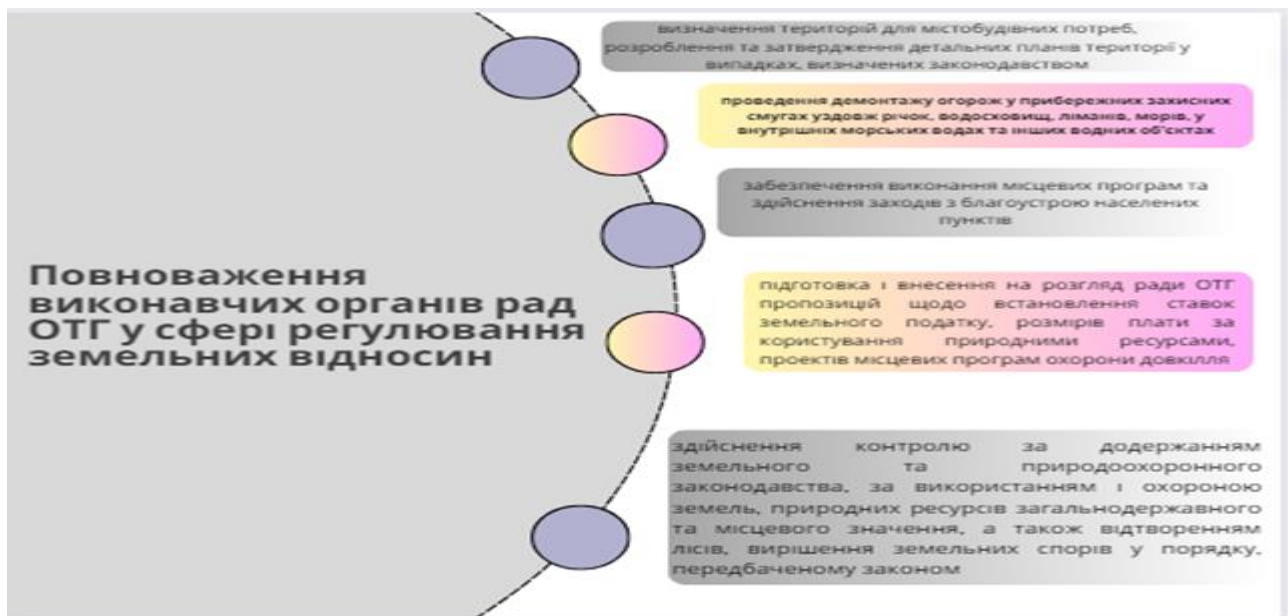 Повноваження
виконавчих органів рад
ОТГ у сфері регулювання
земельних відносин
визначення територій для містобудівних потреб,
розроблення та затвердження детальних планів території у
випадках, визначених законодавством
проведення демонтажу огорож у прибережних захисних
смугах уздовж річок, водосховищ, лиманів, морів, у
внутрішніх морських водах та інших водних об'єктах
забезпечення виконання місцевих програм та
здійснення заходів з благоустрою населених
пунктів
підготовка і внесення на розгляд ради ОТГ
пропозицій щодо встановлення ставок
земельного податку, розмірів плати за
користування природними ресурсами,
проектів місцевих програм охорони довкілля
здійснення контролю за додержанням
земельного та природоохоронного
законодавства, за використанням і охороною
земель, природних ресурсів загальнодержавного
та місцевого значення, а також відтворенням
лісів, вирішення земельних спорів у порядку,
передбаченому законом